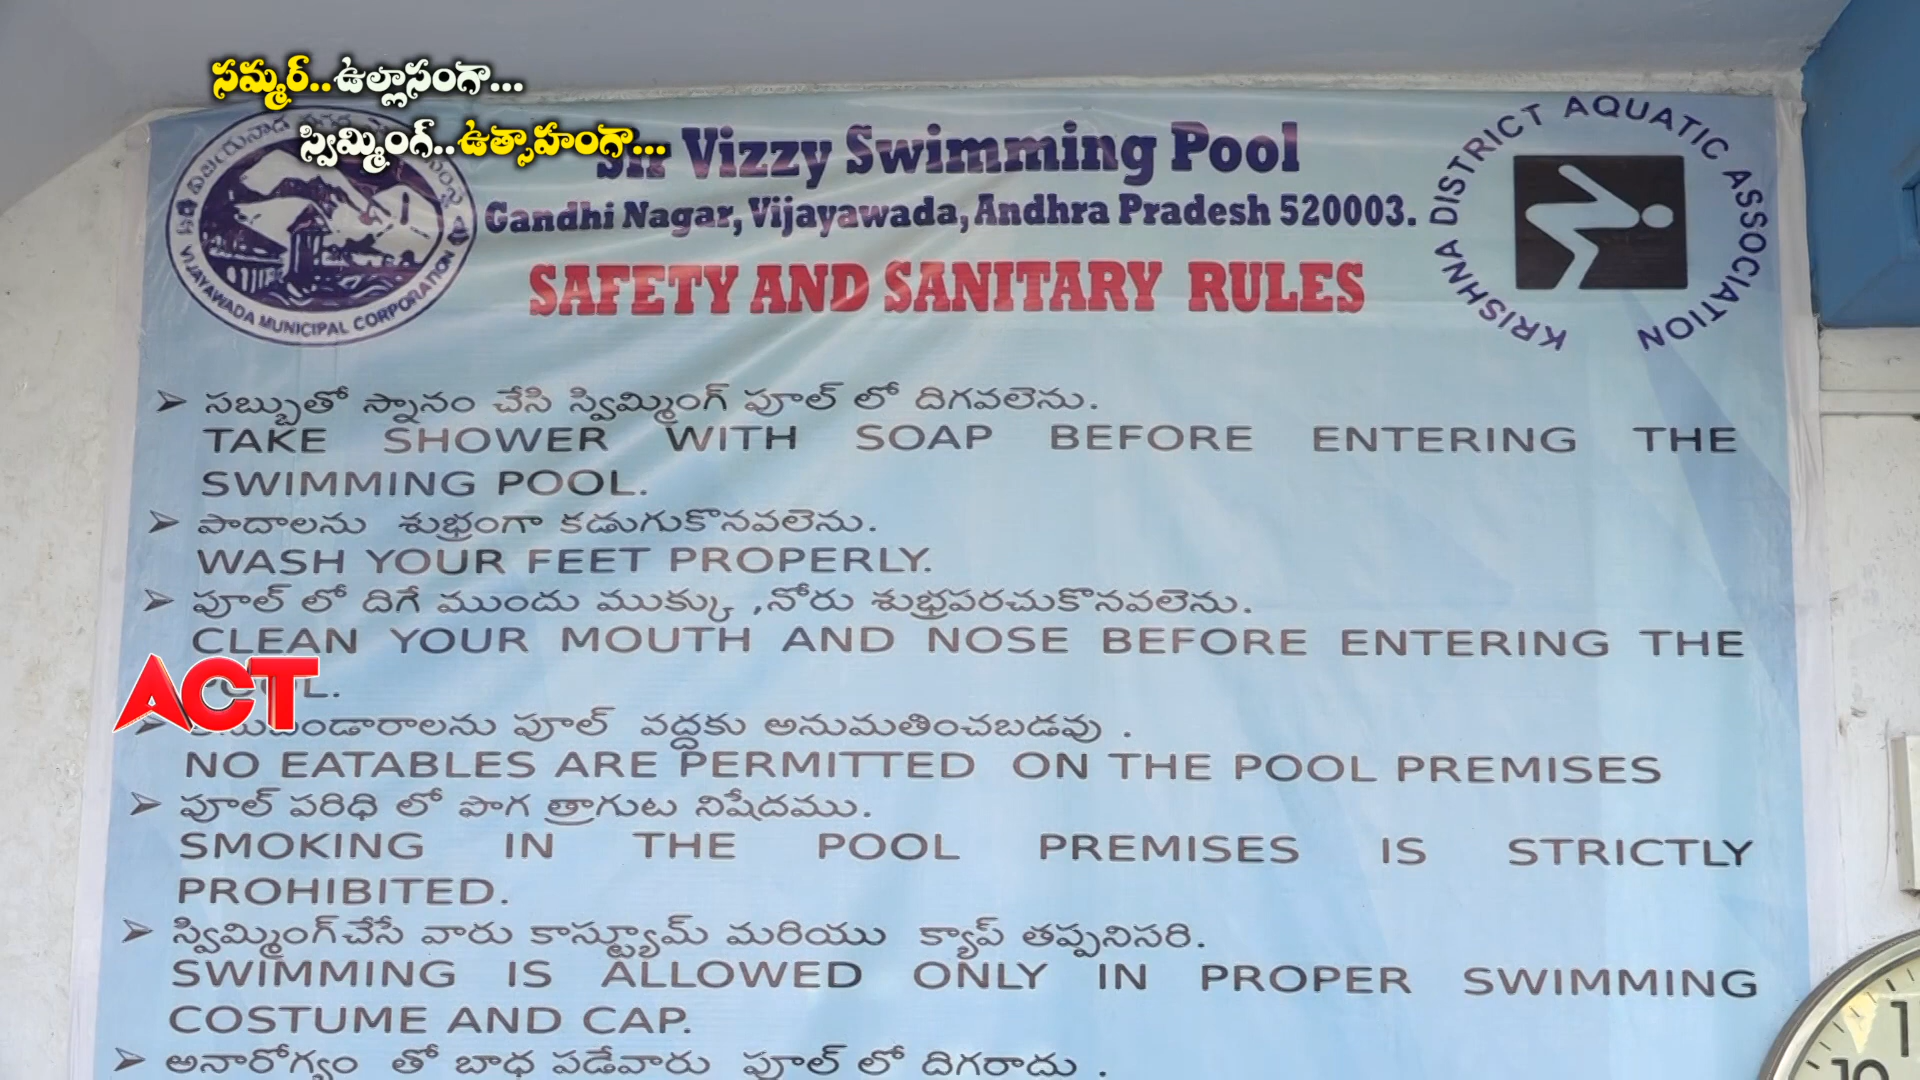 సమ్మర్..ఉల్లాసంగా...
స్విమ్మింగ్..ఉత్సాహంగా...
Sir Vizzy Swimming Pool
Gandhi Nagar, Vijayawada, Andhra Pradesh 520003.
SAFETY AND SANITARY RULES
VIJAYAWADA MUNICIPAL CORPORATION
KRISHNA DISTRICT AQUATIC ASSOCIATION
➢ సబ్బుతో స్నానం చేసి స్విమ్మింగ్ పూల్ లో దిగవలెను.
TAKE SHOWER WITH SOAP BEFORE ENTERING THE
SWIMMING POOL.
➢ పాదాలను శుభ్రంగా కడుగుకొనవలెను.
WASH YOUR FEET PROPERLY.
➢ పూల్ లో దిగే ముందు ముక్కు ,నోరు శుభ్రపరచుకొనవలెను.
CLEAN YOUR MOUTH AND NOSE BEFORE ENTERING THE
POOL.
ACT
పూల్ వద్దకు అనుమతించబడవు .
NO EATABLES ARE PERMITTED ON THE POOL PREMISES
➢ పూల్ పరిధి లో పొగ త్రాగుట నిషేదము.
SMOKING IN THE POOL PREMISES IS STRICTLY
PROHIBITED.
➢ స్విమ్మింగ్‌చేసే వారు కాస్ట్యూమ్ మరియు క్యాప్ తప్పనిసరి.
SWIMMING IS ALLOWED ONLY IN PROPER SWIMMING
COSTUME AND CAP.
➢ అనారోగ్యం తో బాధ పడేవారు పూల్ లో దిగరాదు .
10